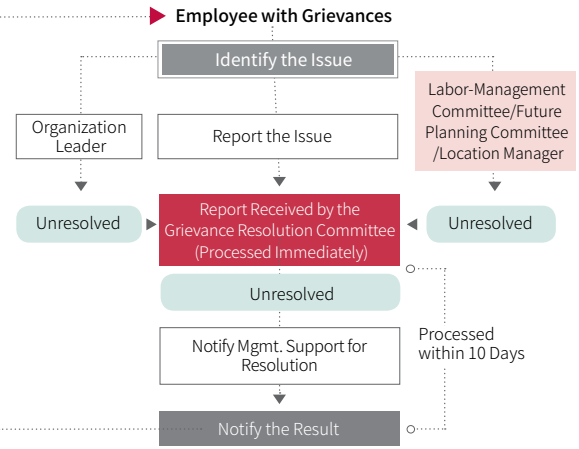 Employee with Grievances
Identify the Issue
Organization
Leader
Report the Issue
Labor-Management
Committee/Future
Planning Committee
/Location Manager
Unresolved
Report Received by the
Grievance Resolution Committee
(Processed Immediately)
Unresolved
Unresolved
Notify Mgmt. Support for
Resolution
Processed
within 10 Days
Notify the Result